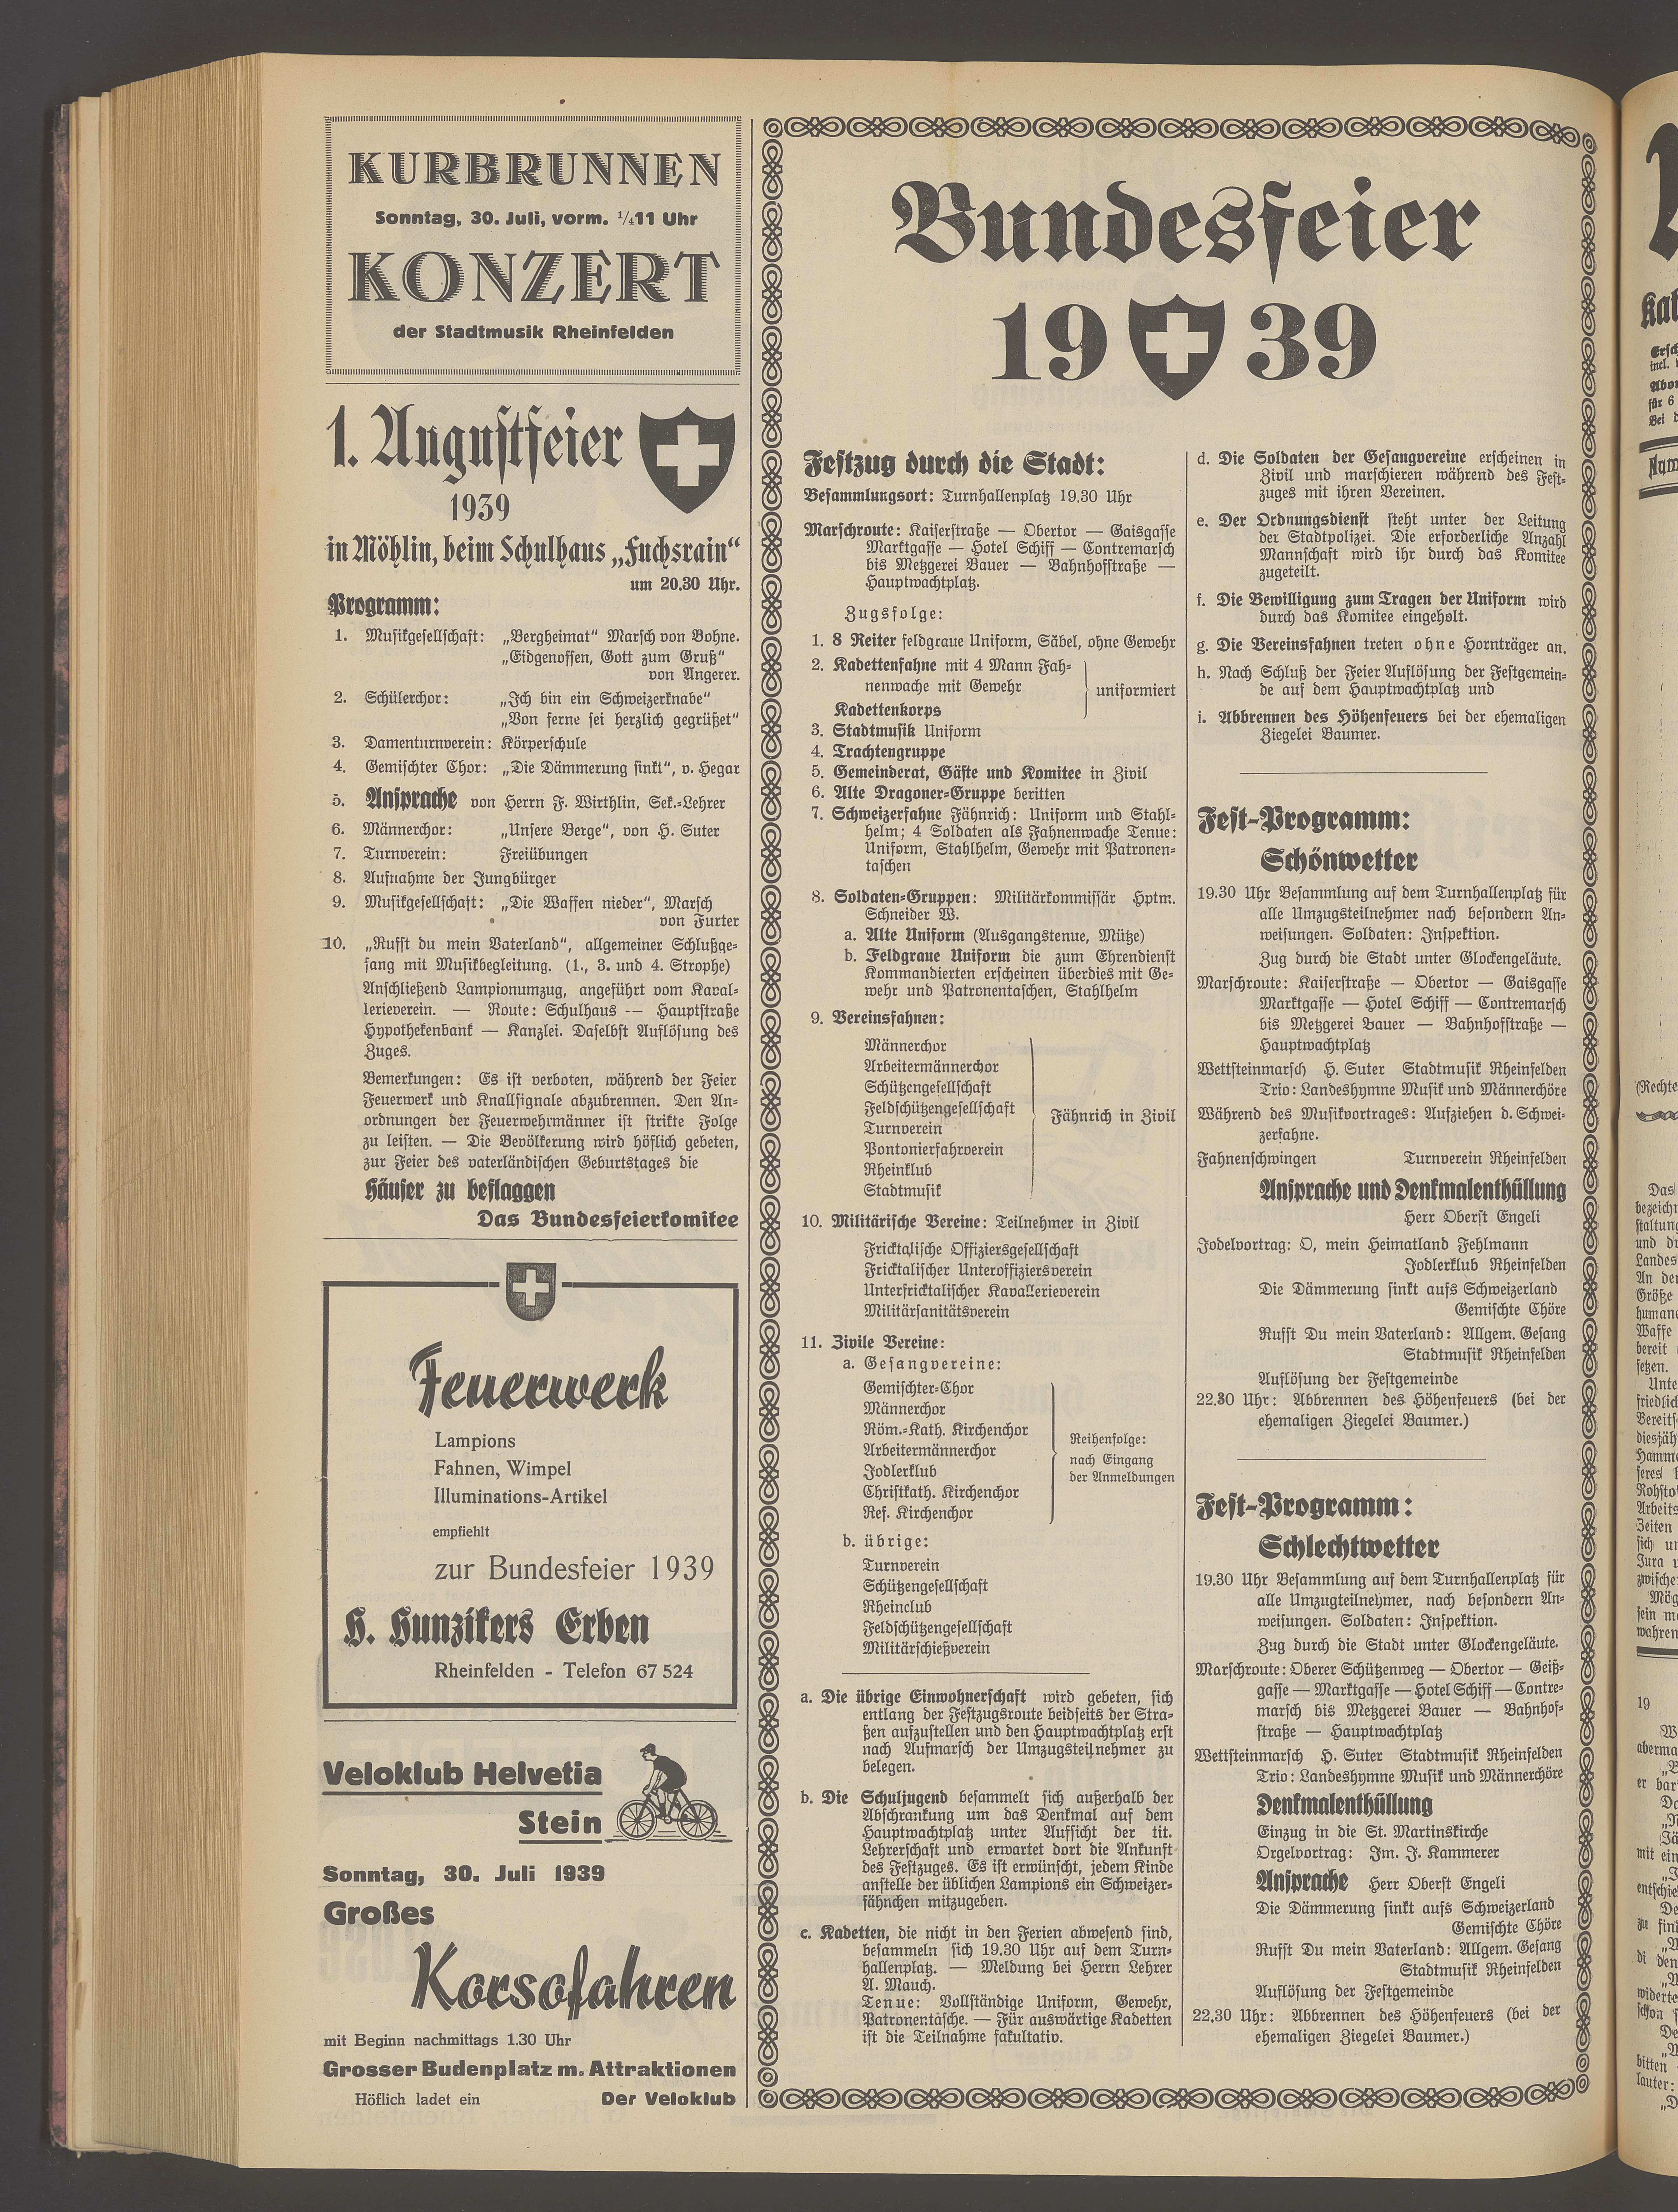 KURBRUNNEN
Sonntag, 30. Juli, vorm. ¼11 Uhr
KONZERT
der Stadtmusik Rheinfelden
1. Augustfeier
1939
in Möhlin, beim Schulhaus „Fuchsrain“
um 20.30 Uhr.
Programm:
1. Musikgesellschaft: „Bergheimat“ Marsch von Bohne.
„Eidgenossen, Gott zum Gruß“
von Angerer.
2. Schülerchor: „Ich bin ein Schweizerknabe“
„Von ferne sei herzlich gegrüßet“
3. Damenturnverein: Körperschule
4. Gemischter Chor: „Die Dämmerung sinkt“, v. Hegar
5. Ansprache von Herrn F. Wirthlin, Sek.-Lehrer
6. Männerchor: „Unsere Berge“, von H. Suter
7. Turnverein: Freiübungen
8. Aufnahme der Jungbürger
9. Musikgesellschaft: „Die Waffen nieder“, Marsch
von Furter
10. „Rufst du mein Vaterland“, allgemeiner Schlußge-
sang mit Musikbegleitung. (1., 3. und 4. Strophe)
Anschließend Lampionumzug, angeführt vom Kaval-
lerieverein. — Route: Schulhaus — Hauptstraße
Hypothekenbank — Kanzlei. Daselbst Auflösung des
Zuges.
Bemerkungen: Es ist verboten, während der Feier
Feuerwerk und Knallsignale abzubrennen. Den An-
ordnungen der Feuerwehrmänner ist strikte Folge
zu leisten. — Die Bevölkerung wird höflich gebeten,
zur Feier des vaterländischen Geburtstages die
Häuser zu beflaggen
Das Bundesfeierkomitee
Feuerwerk
Lampions
Fahnen, Wimpel
Illuminations-Artikel
empfiehlt
zur Bundesfeier 1939
H. Hunzikers Erben
Rheinfelden - Telefon 67 524
Veloklub Helvetia
Stein
Sonntag, 30. Juli 1939
Großes
Korsofahren
mit Beginn nachmittags 1.30 Uhr
Grosser Budenplatz m. Attraktionen
Höflich ladet ein Der Veloklub
Bundesfeier
19 39
Festzug durch die Stadt:
Besammlungsort: Turnhallenplatz 19.30 Uhr
Marschroute: Kaiserstraße — Obertor — Gaisgasse
Marktgasse — Hotel Schiff — Contremarsch
bis Metzgerei Bauer — Bahnhofstraße —
Hauptwachtplatz.
Zugsfolge:
1. 8 Reiter feldgraue Uniform, Säbel, ohne Gewehr
2. Kadettenfahne mit 4 Mann Fah-
nenwache mit Gewehr
uniformiert
Kadettenkorps
3. Stadtmusik Uniform
4. Trachtengruppe
5. Gemeinderat, Gäste und Komitee in Zivil
6. Alte Dragoner-Gruppe beritten
7. Schweizerfahne Fähnrich: Uniform und Stahl-
helm; 4 Soldaten als Fahnenwache Tenue:
Uniform, Stahlhelm, Gewehr mit Patronen-
taschen
8. Soldaten-Gruppen: Militärkommissär Hptm.
Schneider W.
a. Alte Uniform (Ausgangstenue, Mütze)
b. Feldgraue Uniform die zum Ehrendienst
Kommandierten erscheinen überdies mit Ge-
wehr und Patronentaschen, Stahlhelm
9. Vereinsfahnen:
Männerchor
Arbeitermännerchor
Schützengesellschaft
Feldschützengesellschaft
Fähnrich in Zivil
Turnverein
Pontonierfahrverein
Rheinklub
Stadtmusik
10. Militärische Vereine: Teilnehmer in Zivil
Fricktalische Offiziersgesellschaft
Fricktalischer Unteroffiziersverein
Unterfricktalischer Kavallerieverein
Militärsanitätsverein
11. Zivile Vereine:
a. Gesangvereine:
Gemischter-Chor
Männerchor
Röm.-Kath. Kirchenchor
Arbeitermännerchor
Jodlerklub
Christkath. Kirchenchor
Ref. Kirchenchor
Reihenfolge:
nach Eingang
der Anmeldungen
b. übrige:
Turnverein
Schützengesellschaft
Rheinclub
Feldschützengesellschaft
Militärschießverein
a. Die übrige Einwohnerschaft wird gebeten, sich
entlang der Festzugsroute beidseits der Stra-
ßen aufzustellen und den Hauptwachtplatz erst
nach Aufmarsch der Umzugsteilnehmer zu
belegen.
b. Die Schuljugend besammelt sich außerhalb der
Abschrankung um das Denkmal auf dem
Hauptwachtplatz unter Aufsicht der tit.
Lehrerschaft und erwartet dort die Ankunft
des Festzuges. Es ist erwünscht, jedem Kinde
anstelle der üblichen Lampions ein Schweizer-
fähnchen mitzugeben.
c. Kadetten, die nicht in den Ferien abwesend sind,
besammeln sich 19.30 Uhr auf dem Turn-
hallenplatz. — Meldung bei Herrn Lehrer
A. Mauch.
Tenue: Vollständige Uniform, Gewehr,
Patronentasche. — Für auswärtige Kadetten
ist die Teilnahme fakultativ.
d. Die Soldaten der Gesangvereine erscheinen in
Zivil und marschieren während des Fest-
zuges mit ihren Vereinen.
e. Der Ordnungsdienst steht unter der Leitung
der Stadtpolizei. Die erforderliche Anzahl
Mannschaft wird ihr durch das Komitee
zugeteilt.
f. Die Bewilligung zum Tragen der Uniform wird
durch das Komitee eingeholt.
g. Die Vereinsfahnen treten ohne Hornträger an.
h. Nach Schluß der Feier Auflösung der Festgemein-
de auf dem Hauptwachtplatz und
i. Abbrennen des Höhenfeuers bei der ehemaligen
Ziegelei Baumer.
Fest-Programm:
Schönwetter
19.30 Uhr Besammlung auf dem Turnhallenplatz für
alle Umzugsteilnehmer nach besondern An-
weisungen. Soldaten: Inspektion.
Zug durch die Stadt unter Glockengeläute.
Marschroute: Kaiserstraße — Obertor — Gaisgasse
Marktgasse — Hotel Schiff — Contremarsch
bis Metzgerei Bauer — Bahnhofstraße —
Hauptwachtplatz
Wettsteinmarsch H. Suter Stadtmusik Rheinfelden
Trio: Landeshymne Musik und Männerchöre
Während des Musikvortrages: Aufziehen d. Schwei-
zerfahne.
Fahnenschwingen Turnverein Rheinfelden
Ansprache und Denkmalenthüllung
Herr Oberst Engeli
Jodelvortrag: O, mein Heimatland Fehlmann
Jodlerklub Rheinfelden
Die Dämmerung sinkt aufs Schweizerland
Gemischte Chöre
Rufst Du mein Vaterland: Allgem. Gesang
Stadtmusik Rheinfelden
Auflösung der Festgemeinde
22.30 Uhr: Abbrennen des Höhenfeuers (bei der
ehemaligen Ziegelei Baumer.)
Fest-Programm:
Schlechtwetter
19.30 Uhr Besammlung auf dem Turnhallenplatz für
alle Umzugteilnehmer, nach besondern An-
weisungen. Soldaten: Inspektion.
Zug durch die Stadt unter Glockengeläute.
Marschroute: Oberer Schützenweg — Obertor — Geiß-
gasse — Marktgasse — Hotel Schiff — Contre-
marsch bis Metzgerei Bauer — Bahnhof-
straße — Hauptwachtplatz
Wettsteinmarsch H. Suter Stadtmusik Rheinfelden
Trio: Landeshymne Musik und Männerchöre
Denkmalenthüllung
Einzug in die St. Martinskirche
Orgelvortrag: Im. J. Kammerer
Ansprache Herr Oberst Engeli
Die Dämmerung sinkt aufs Schweizerland
Gemischte Chöre
Rufst Du mein Vaterland: Allgem. Gesang
Stadtmusik Rheinfelden
Auflösung der Festgemeinde
22.30 Uhr: Abbrennen des Höhenfeuers (bei der
ehemaligen Ziegelei Baumer.)